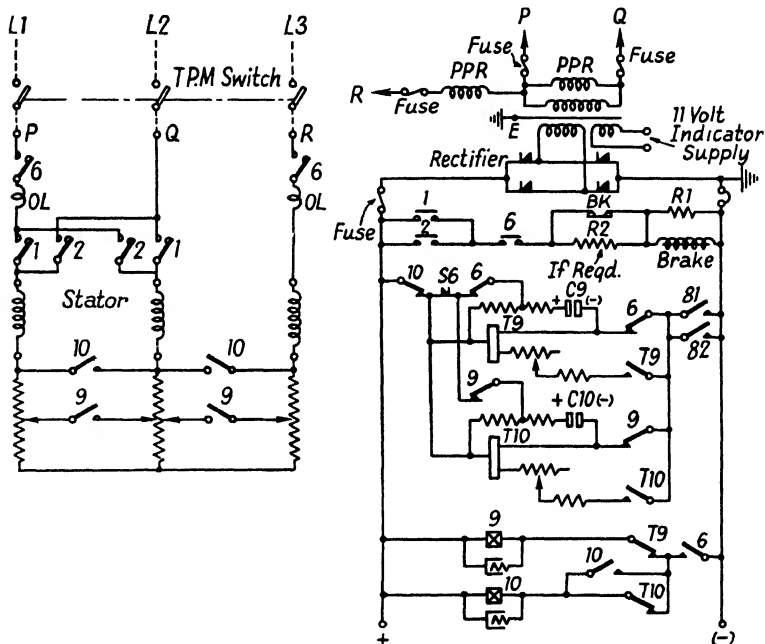 L1 L2 L3
T.P.M Switch
P Q R
6 6
OL OL
1 2 2 1
Stator
10 10
9 9
P Q
Fuse Fuse
PPR PPR
R Fuse
E
11 Volt
Indicator
Supply
Rectifier
Fuse
1 BK R1
2 6 R2 Brake
If Reqd.
10 S6 6 C9
+ (-)
T9 6 81
82
T9
9 + C10 (-)
T10 9
T10
9 T9 6
10
10 T10
+ (-)